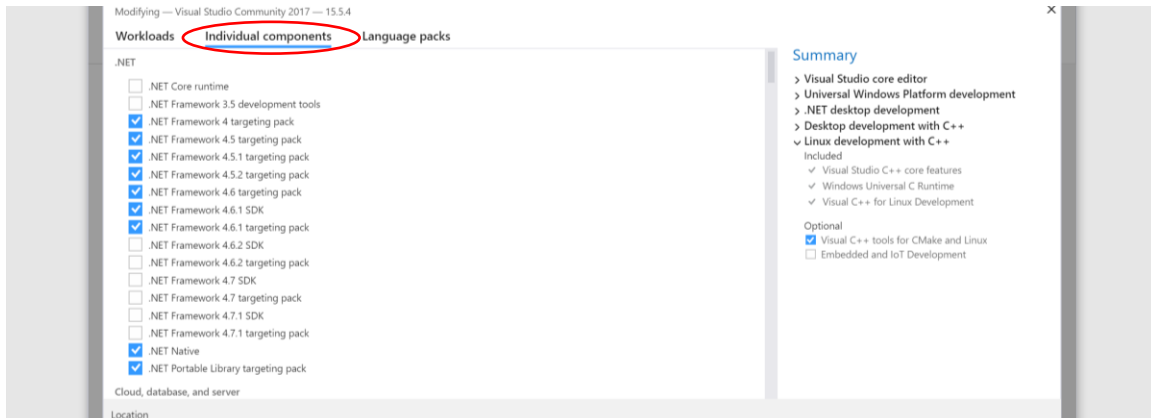 Modifying — Visual Studio Community 2017 — 15.5.4
Workloads Individual components Language packs
.NET
.NET Core runtime
.NET Framework 3.5 development tools
.NET Framework 4 targeting pack
.NET Framework 4.5 targeting pack
.NET Framework 4.5.1 targeting pack
.NET Framework 4.5.2 targeting pack
.NET Framework 4.6 targeting pack
.NET Framework 4.6.1 SDK
.NET Framework 4.6.1 targeting pack
.NET Framework 4.6.2 SDK
.NET Framework 4.6.2 targeting pack
.NET Framework 4.7 SDK
.NET Framework 4.7 targeting pack
.NET Framework 4.7.1 SDK
.NET Framework 4.7.1 targeting pack
.NET Native
.NET Portable Library targeting pack
Cloud, database, and server
Location
Summary
Visual Studio core editor
Universal Windows Platform development
.NET desktop development
Desktop development with C++
Linux development with C++
Included
Visual Studio C++ core features
Windows Universal C Runtime
Visual C++ for Linux Development
Optional
Visual C++ tools for CMake and Linux
Embedded and IoT Development